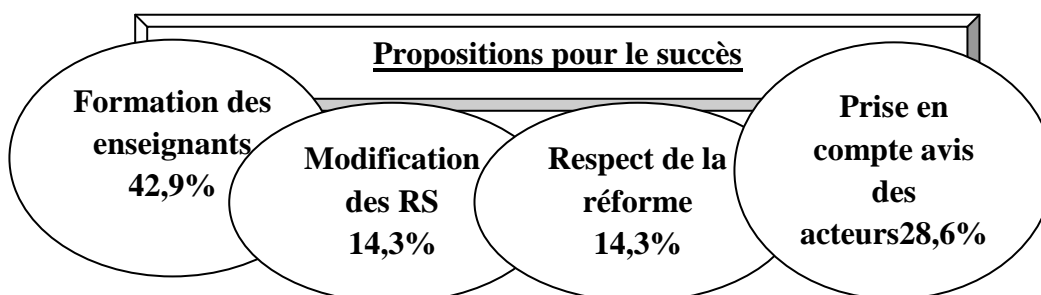 Propositions pour le succès
Formation des
enseignants
42,9%
Modification
des RS
14,3%
Respect de la
réforme
14,3%
Prise en
compte avis
des
acteurs28,6%